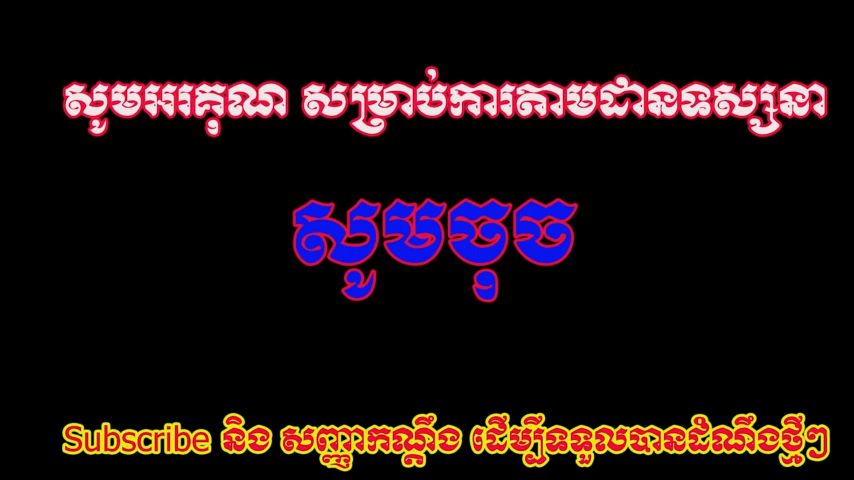 សូមអរគុណ សម្រាប់ការតាមដានទស្សនា
សូមចុច
Subscribe និង សញ្ញាកណ្ដឹង ដើម្បីទទួលបានដំណឹងថ្មីៗ